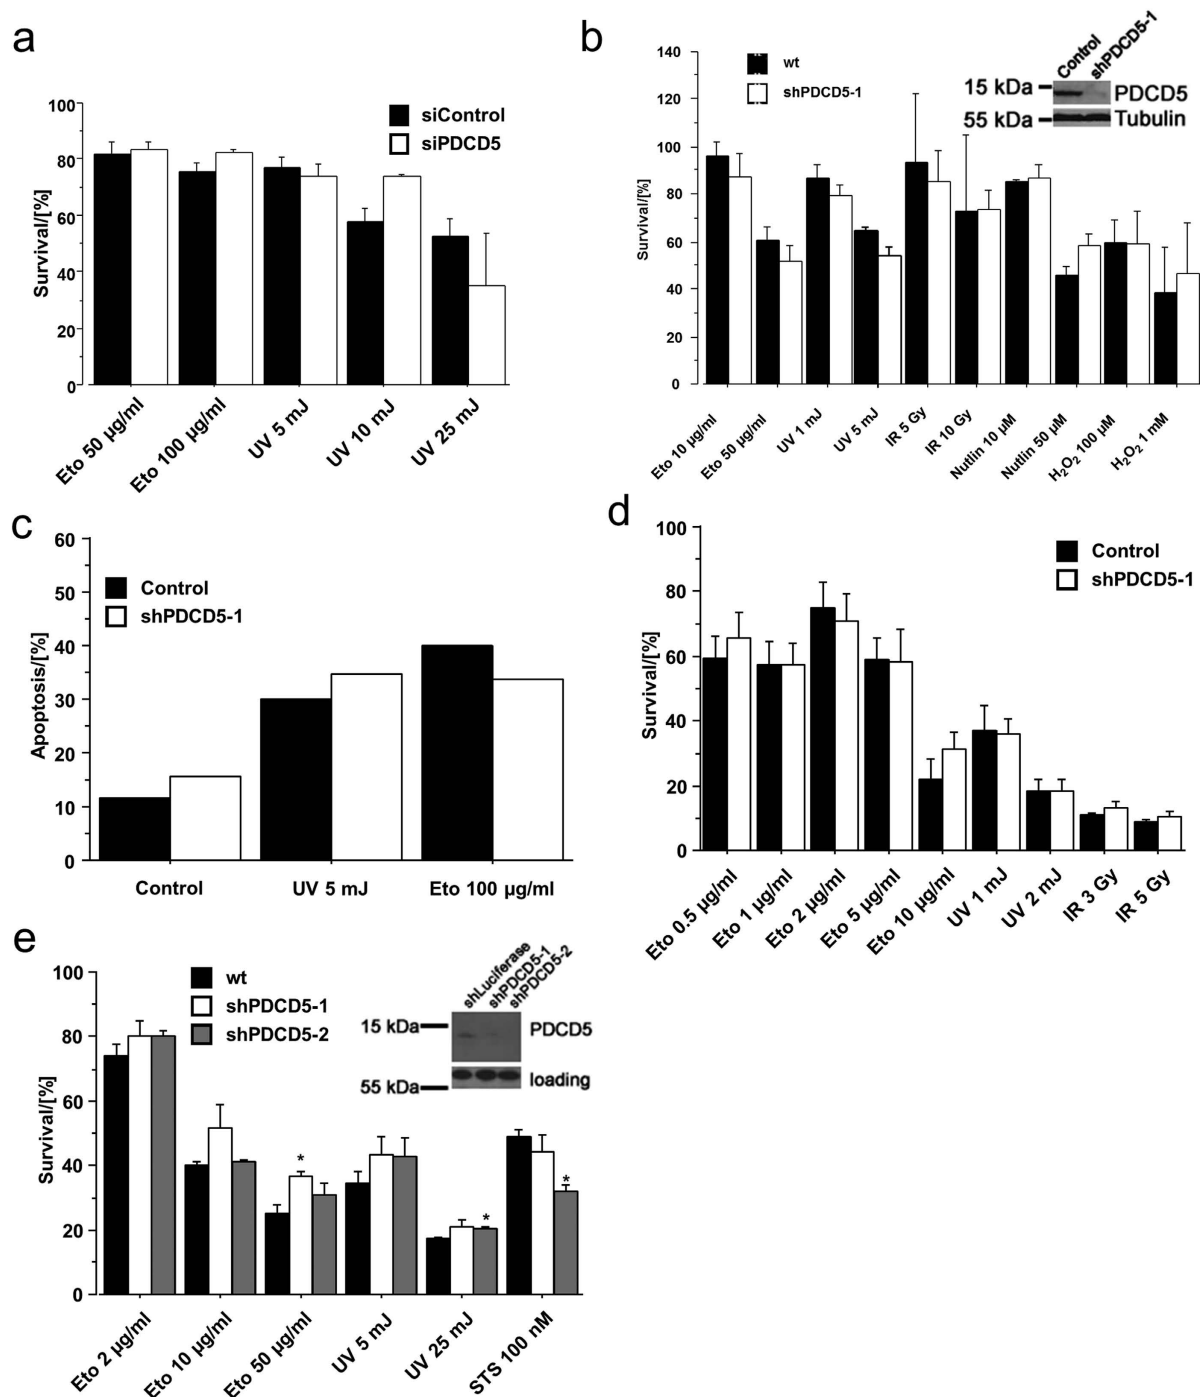 a
siControl
siPDCD5
Survival/[%]
100
80
60
40
20
0
Eto 50 µg/ml
Eto 100 µg/ml
UV 5 mJ
UV 10 mJ
UV 25 mJ
b
wt
shPDCD5-1
Control
shPDCD5-1
15 kDa
PDCD5
55 kDa
Tubulin
Survival/[%]
140
120
100
80
60
40
20
0
Eto 10 µg/ml
Eto 50 µg/ml
UV 1 mJ
UV 5 mJ
IR 5 Gy
IR 10 Gy
Nutlin 10 µM
Nutlin 50 µM
H₂O₂ 100 µM
H₂O₂ 1 mM
c
Control
shPDCD5-1
Apoptosis/[%]
60
50
40
30
20
10
0
Control
UV 5 mJ
Eto 100 µg/ml
d
Control
shPDCD5-1
Survival/[%]
100
80
60
40
20
0
Eto 0.5 µg/ml
Eto 1 µg/ml
Eto 2 µg/ml
Eto 5 µg/ml
Eto 10 µg/ml
UV 1 mJ
UV 2 mJ
IR 3 Gy
IR 5 Gy
e
wt
shPDCD5-1
shPDCD5-2
shLuciferase
shPDCD5-1
shPDCD5-2
15 kDa
PDCD5
55 kDa
loading
Survival/[%]
100
80
60
40
20
0
*
*
*
Eto 2 µg/ml
Eto 10 µg/ml
Eto 50 µg/ml
UV 5 mJ
UV 25 mJ
STS 100 nM